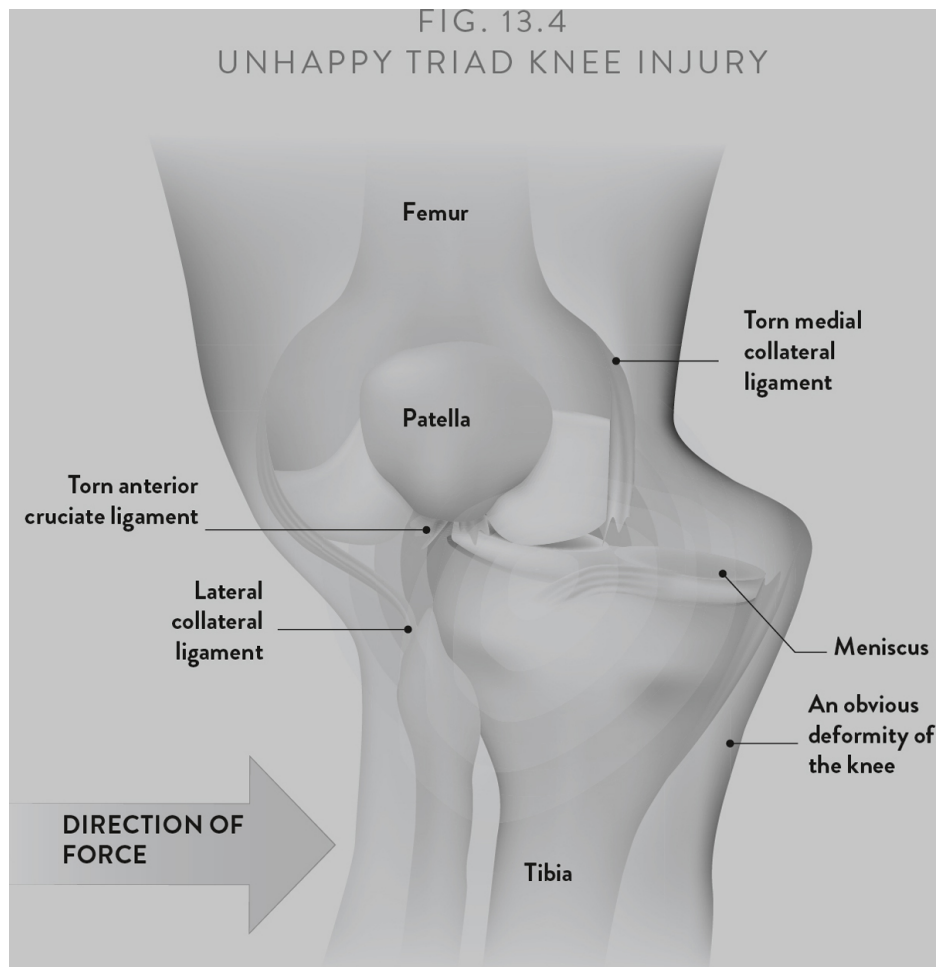 FIG. 13.4
UNHAPPY TRIAD KNEE INJURY
Femur
Torn medial
collateral
ligament
Patella
Torn anterior
cruciate ligament
Lateral
collateral
ligament
Meniscus
An obvious
deformity of
the knee
DIRECTION OF
FORCE
Tibia